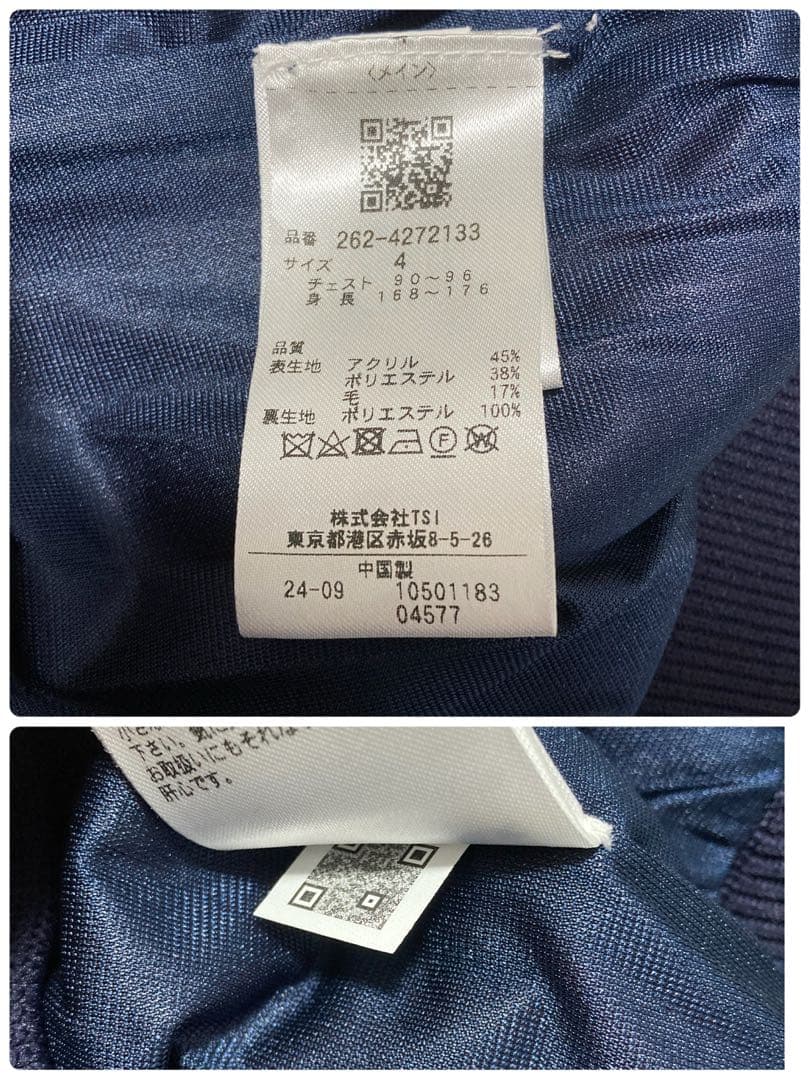 〈メイン〉
品番 262-4272133
サイズ 4
チェスト 90〜96
身長 168〜176
品質
表生地 アクリル 45%
ポリエステル 38%
毛 17%
裏生地 ポリエステル 100%
F W
株式会社TSI
東京都港区赤坂8-5-26
中国製
24-09 10501183
04577
下さい。
お取扱いにもそれな
肝心です。